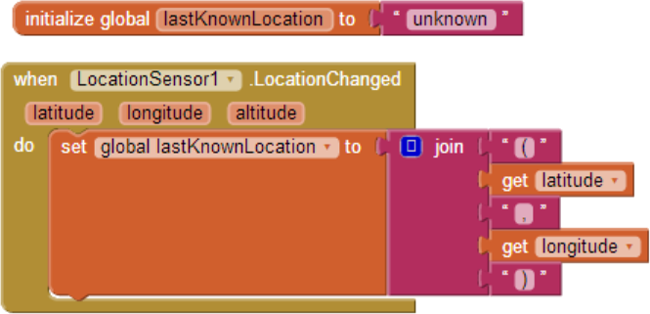 initialize global lastKnownLocation to " unknown "
when LocationSensor1 .LocationChanged
latitude longitude altitude
do set global lastKnownLocation to join " ( "
get latitude
" , "
get longitude
" ) "